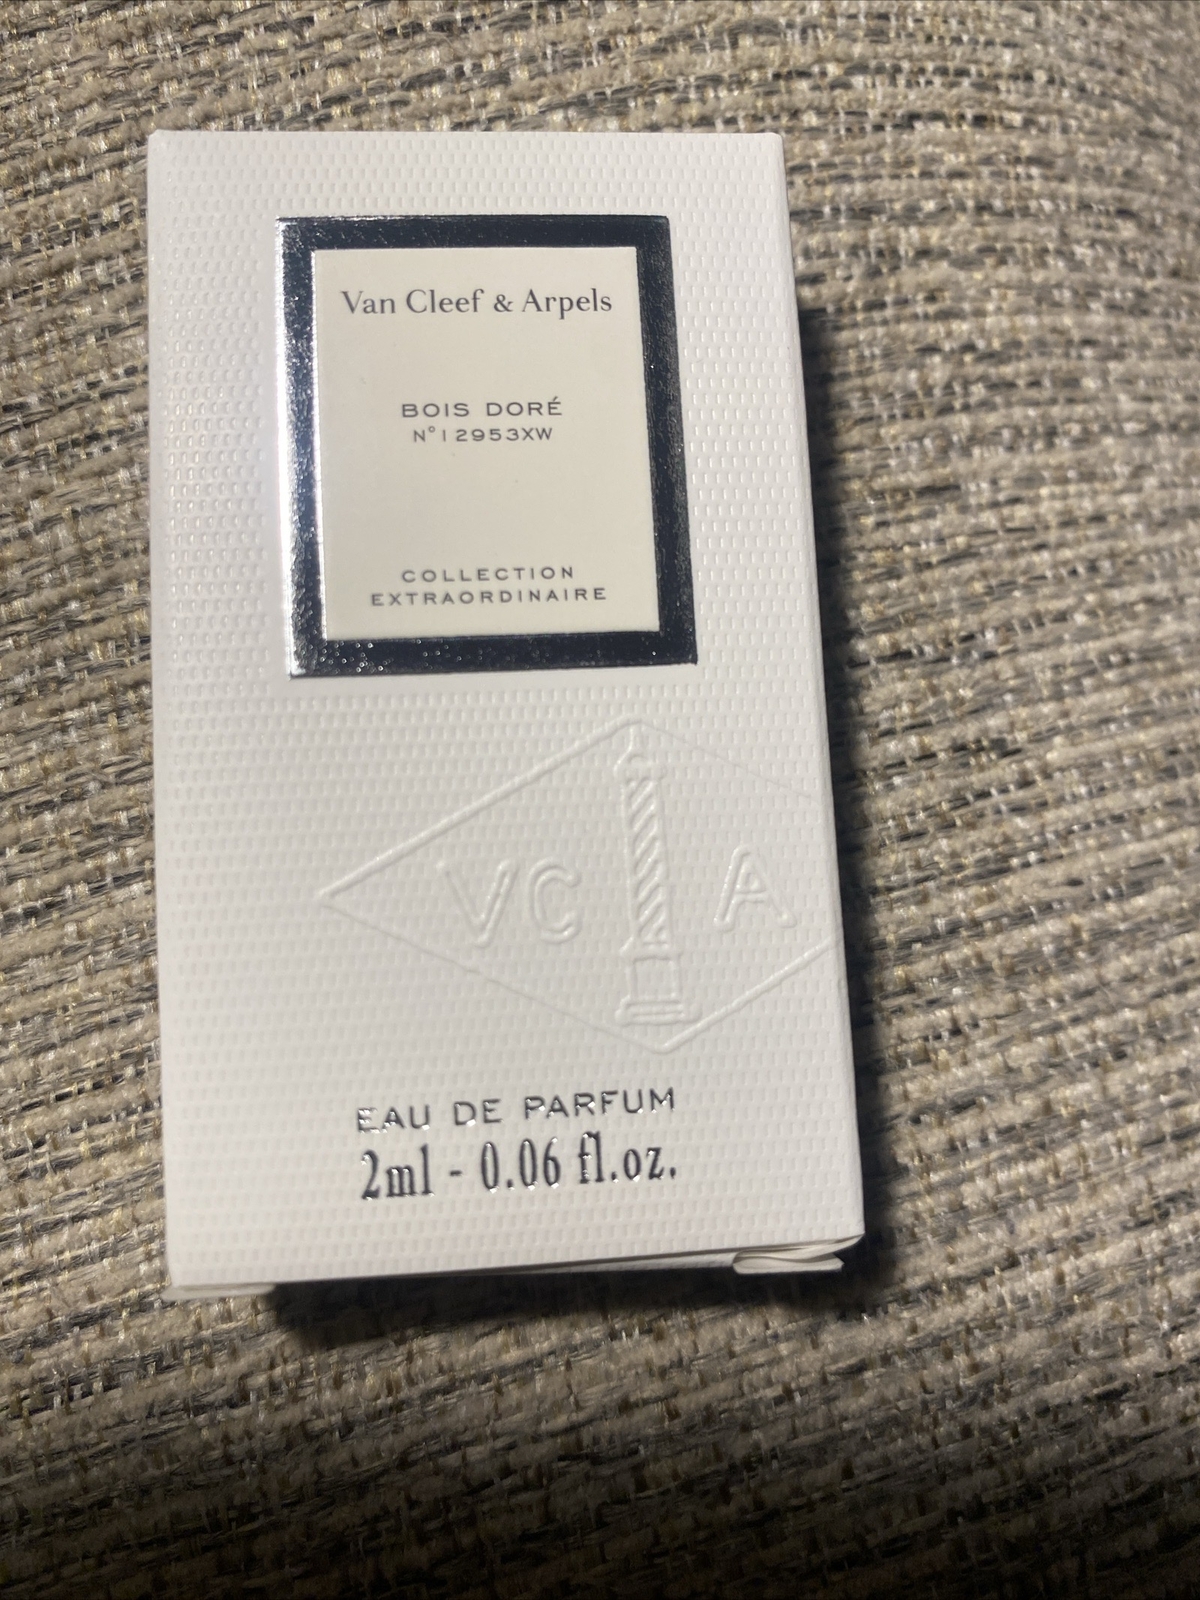 Van Cleef & Arpels
BOIS DORÉ
N°12953XW
COLLECTION
EXTRAORDINAIRE
VC A
EAU DE PARFUM
2ml - 0.06 fl.oz.